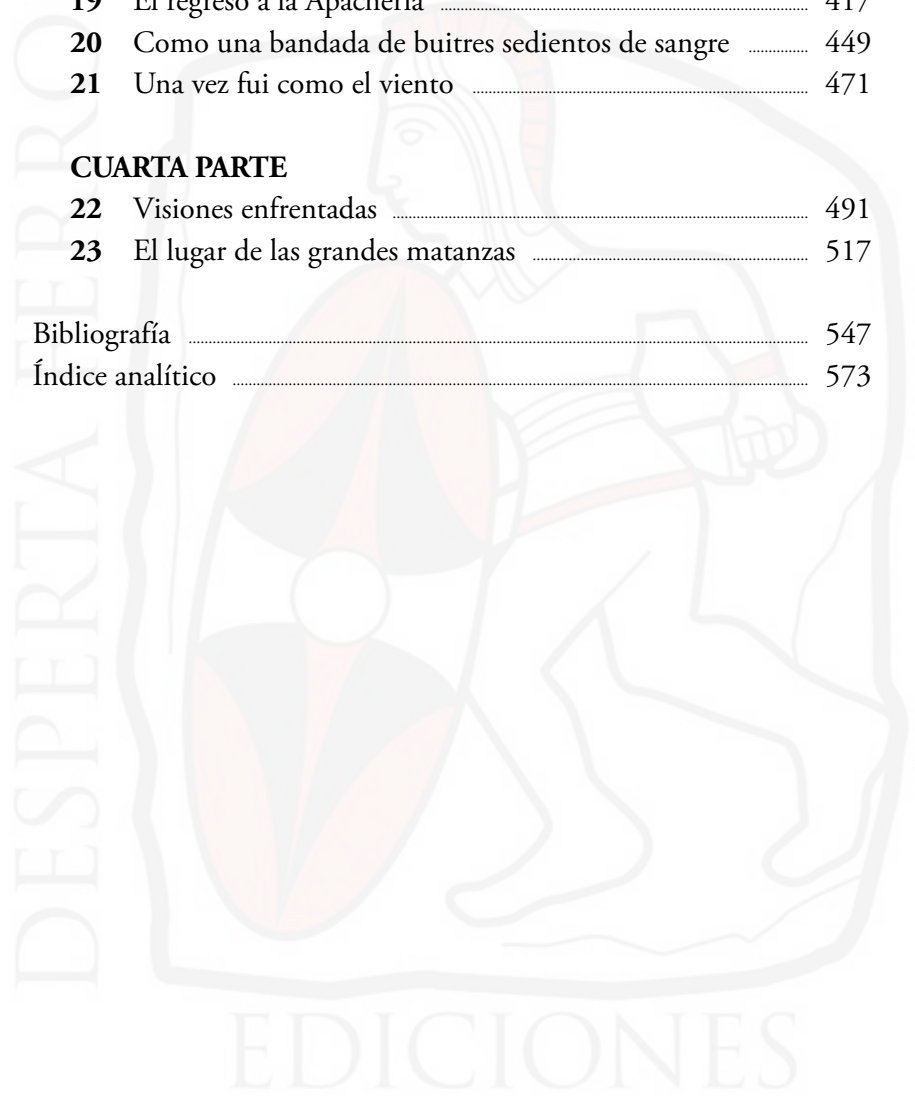 19 El regreso a la Apachería 417
20 Como una bandada de buitres sedientos de sangre 449
21 Una vez fui como el viento 471
CUARTA PARTE
22 Visiones enfrentadas 491
23 El lugar de las grandes matanzas 517
Bibliografía 547
Índice analítico 573
DESPERTA FERRO
EDICIONES